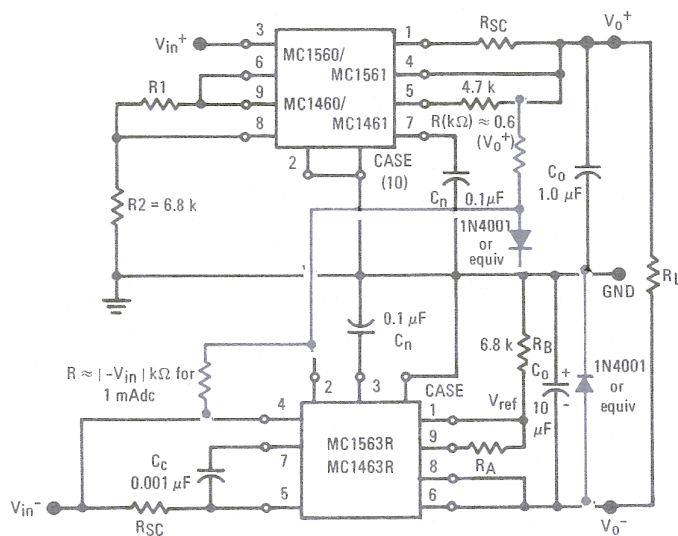 Vin+
3
MC1560/
MC1561
MC1460/
MC1461
1
RSC
Vo+
6
4
R1
9
5
4.7 k
8
7
R(kΩ) ≈ 0.6
(Vo+)
2
CASE
(10)
Cn
0.1μF
Co
1.0 μF
R2 = 6.8 k
1N4001
or
equiv
GND
RL
0.1 μF
Cn
6.8 k
RB
Co
10
μF
+
-
1N4001
or
equiv
R ≈ | -Vin | kΩ for
1 mAdc
2
3
CASE
4
1
Vref
MC1563R
MC1463R
7
9
RA
Cc
0.001 μF
8
5
6
Vin-
RSC
Vo-